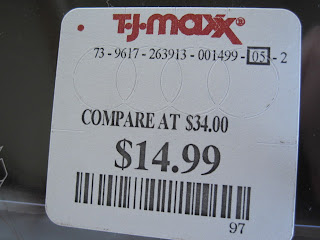 T·J·maxx®
73 - 9617 - 263913 - 001499 - 05 - 2
COMPARE AT $34.00
$14.99
97